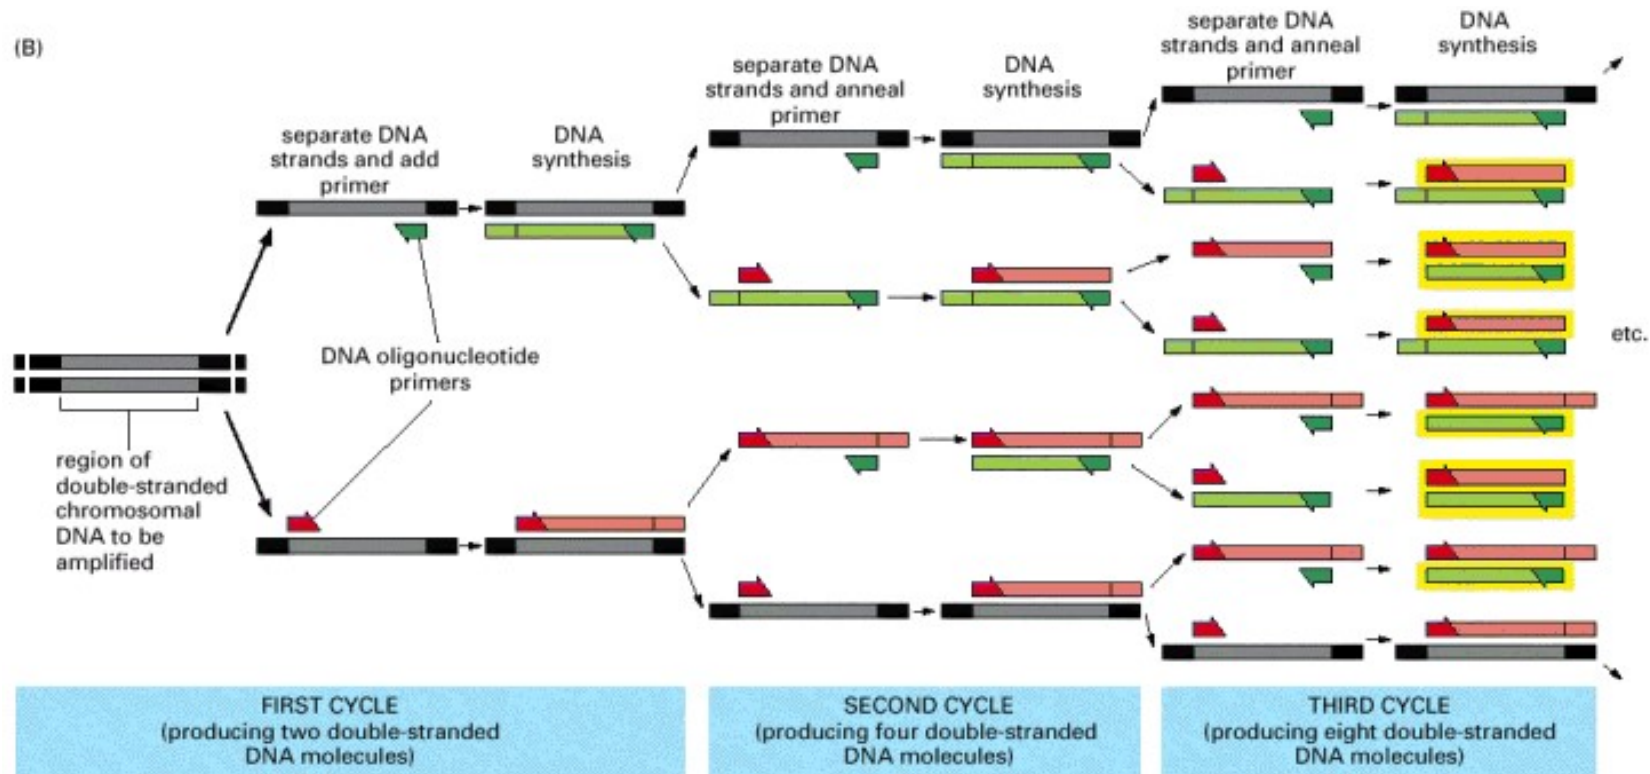 (B)
separate DNA
strands and add
primer
DNA
synthesis
separate DNA
strands and anneal
primer
DNA
synthesis
separate DNA
strands and anneal
primer
DNA
synthesis
DNA oligonucleotide
primers
region of
double-stranded
chromosomal
DNA to be
amplified
etc.
FIRST CYCLE
(producing two double-stranded
DNA molecules)
SECOND CYCLE
(producing four double-stranded
DNA molecules)
THIRD CYCLE
(producing eight double-stranded
DNA molecules)